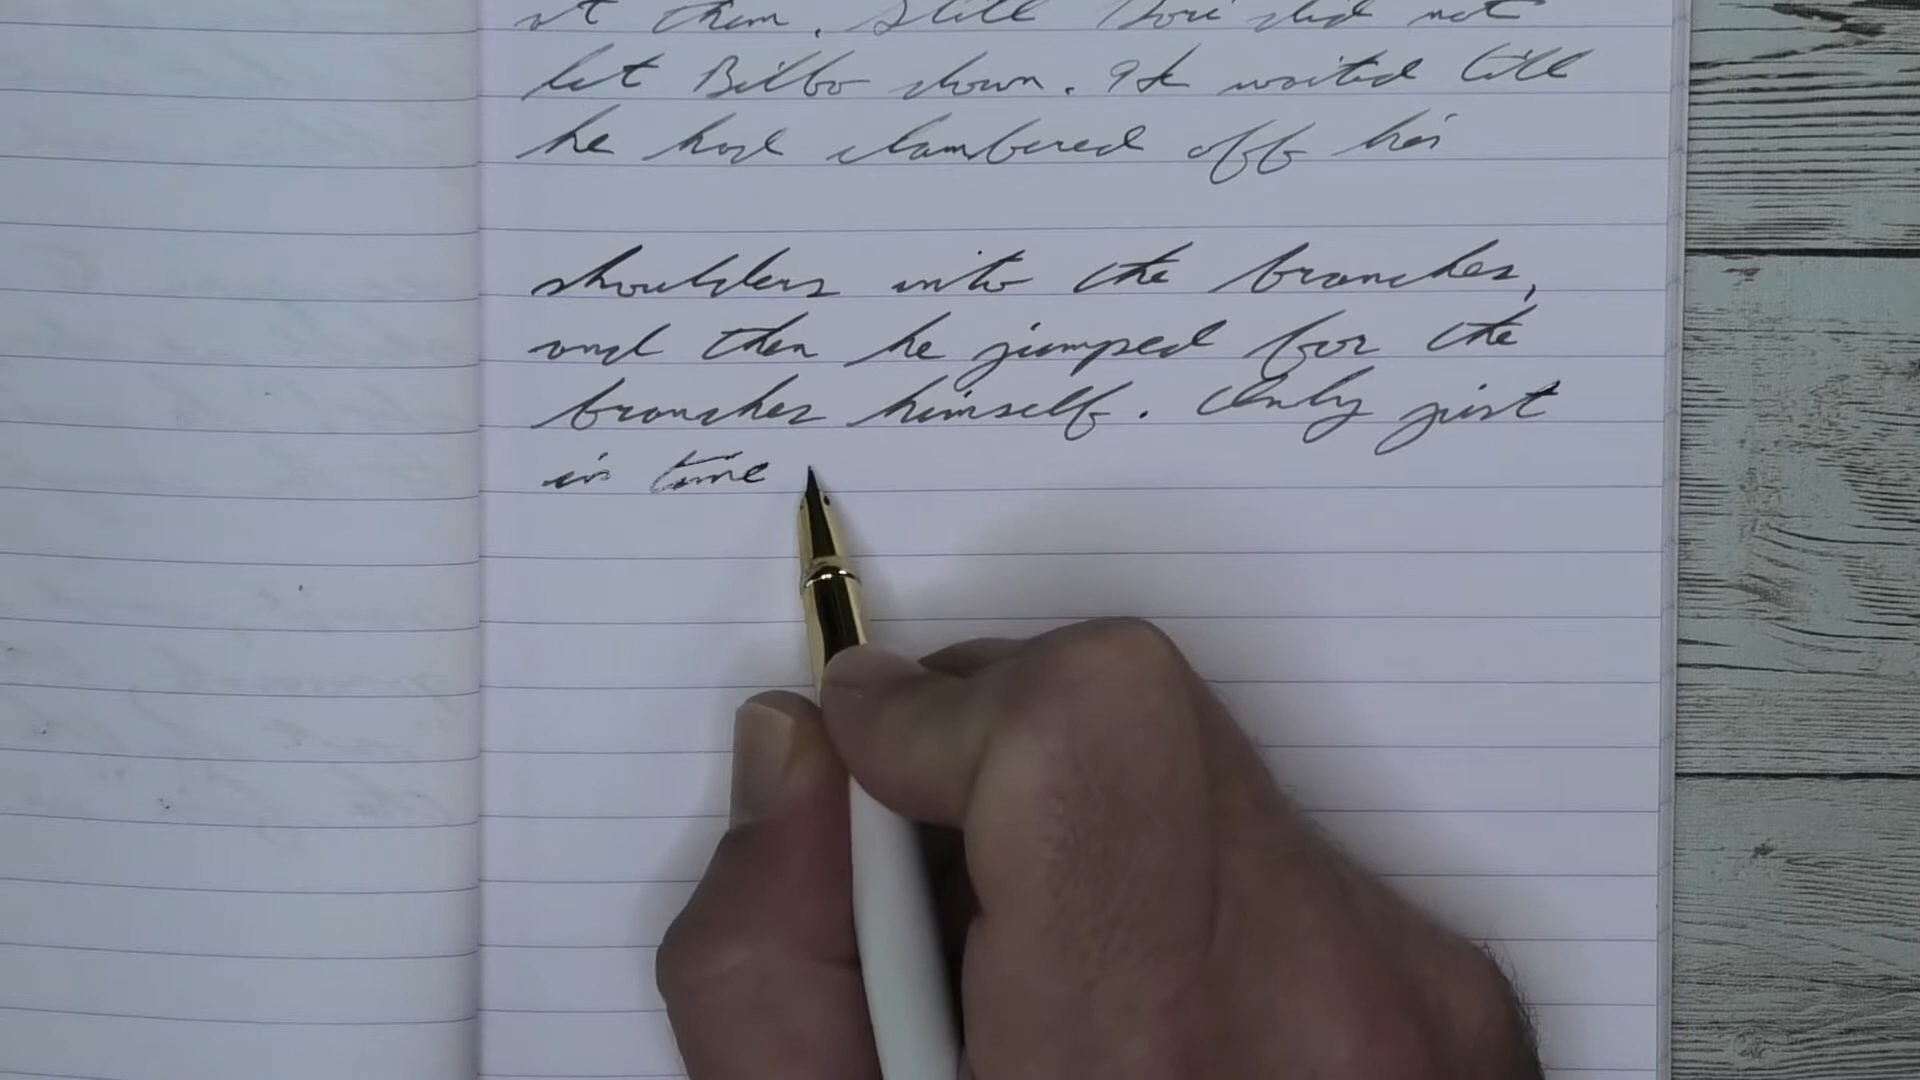 at them. Still Dori did not
let Bilbo down. He waited till
he had clambered off his
shoulders into the branches,
and then he jumped for the
branches himself. Only just
in time